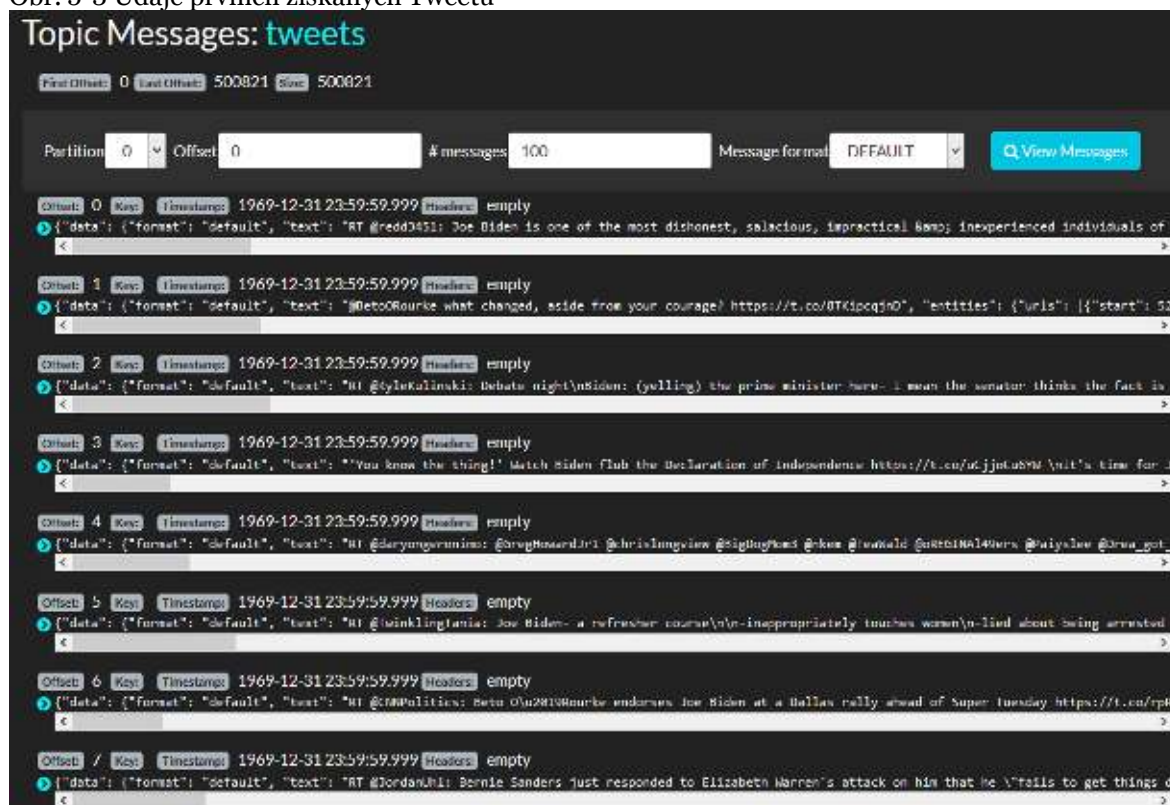 Obr. 3-3 Údaje prvních získaných Tweetů
Topic Messages: tweets
First Offset: 0 Last Offset: 500821 Size: 500821
Partition 0 Offset 0 # messages 100 Message format DEFAULT View Messages
Offset: 0 Key: Timestamp: 1969-12-31 23:59:59.999 Headers: empty
{"data": {"format": "default", "text": "RT @redd3451: Joe Biden is one of the most dishonest, salacious, impractical &amp; inexperienced individuals of
Offset: 1 Key: Timestamp: 1969-12-31 23:59:59.999 Headers: empty
{"data": {"format": "default", "text": "@BetoORourke what changed, aside from your courage? "entities": {"urls": [{"start":
Offset: 2 Key: Timestamp: 1969-12-31 23:59:59.999 Headers: empty
{"data": {"format": "default", "text": "RT @KyleKulinski: Debate night\nBiden: (yelling) the prime minister here- i mean the senator thinks the fact is
Offset: 3 Key: Timestamp: 1969-12-31 23:59:59.999 Headers: empty
{"data": {"format": "default", "text": "'You know the thing!' Watch Biden flub the Declaration of Independence \nit's time for
Offset: 4 Key: Timestamp: 1969-12-31 23:59:59.999 Headers: empty
{"data": {"format": "default", "text": "RT @daryongeronimo: @GregHowardJr1 @chrislongview @BigDogMom3
Offset: 5 Key: Timestamp: 1969-12-31 23:59:59.999 Headers: empty
{"data": {"format": "default", "text": "RT @TwinklingTania: Joe Biden- a refresher course\n\n-inappropriately touches women\n-lied about being arrested
Offset: 6 Key: Timestamp: 1969-12-31 23:59:59.999 Headers: empty
{"data": {"format": "default", "text": "RT @CNNPolitics: Beto O\u2019Rourke endorses Joe Biden at a Dallas rally ahead of Super Tuesday
Offset: 7 Key: Timestamp: 1969-12-31 23:59:59.999 Headers: empty
{"data": {"format": "default", "text": "RT @JordanUhl: Bernie Sanders just responded to Elizabeth Warren's attack on him that he \"fails to get things